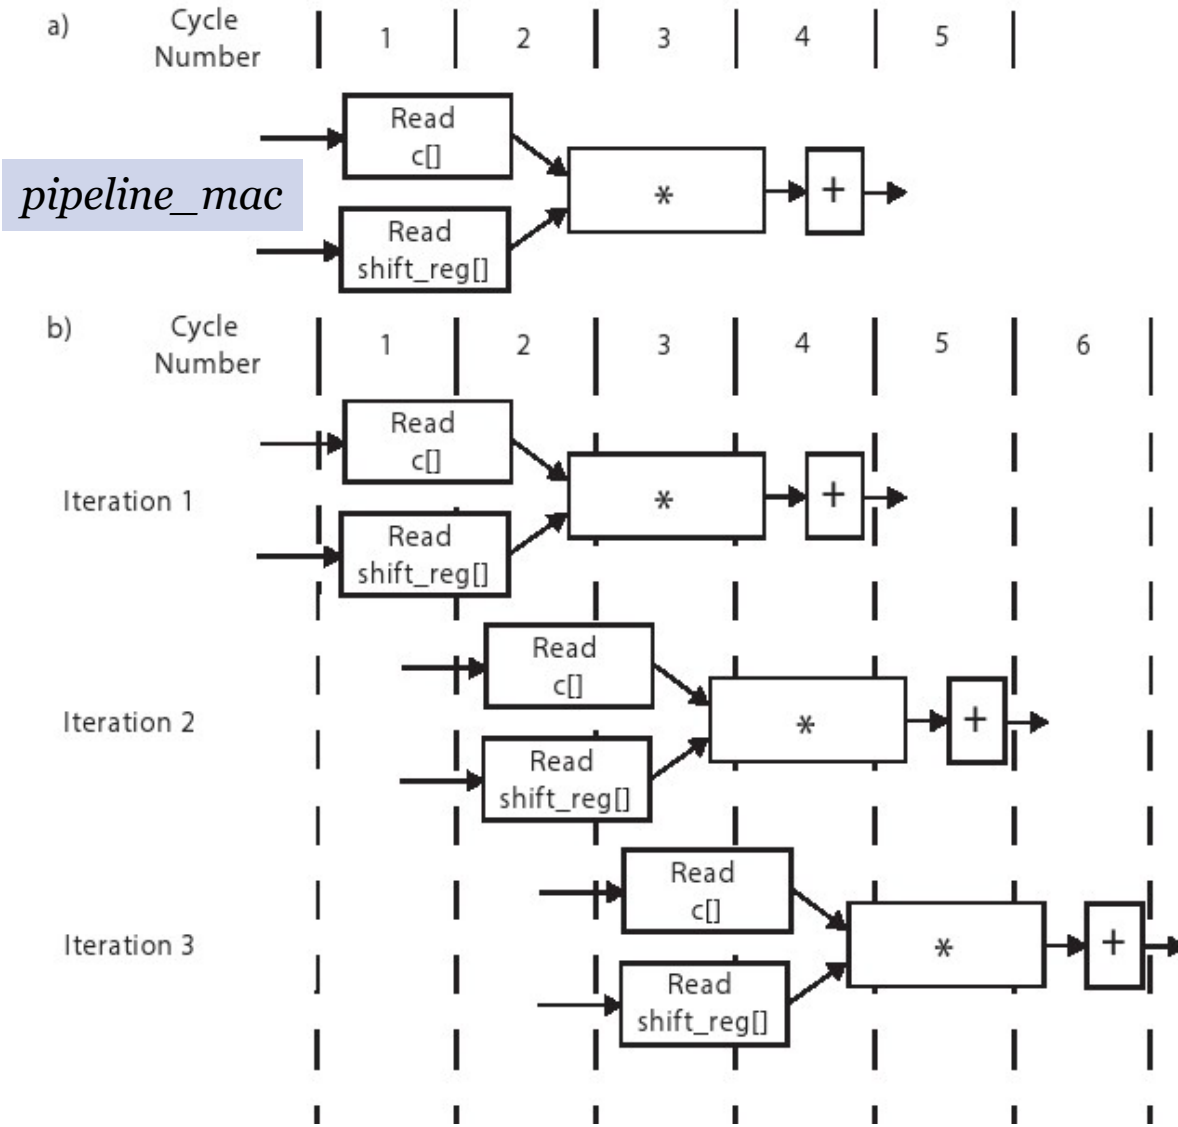 a)
Cycle
Number
1 2 3 4 5
Read
c[]
pipeline_mac
*
+
Read
shift_reg[]
b)
Cycle
Number
1 2 3 4 5 6
Read
c[]
Iteration 1
*
+
Read
shift_reg[]
Read
c[]
Iteration 2
*
+
Read
shift_reg[]
Read
c[]
Iteration 3
*
+
Read
shift_reg[]